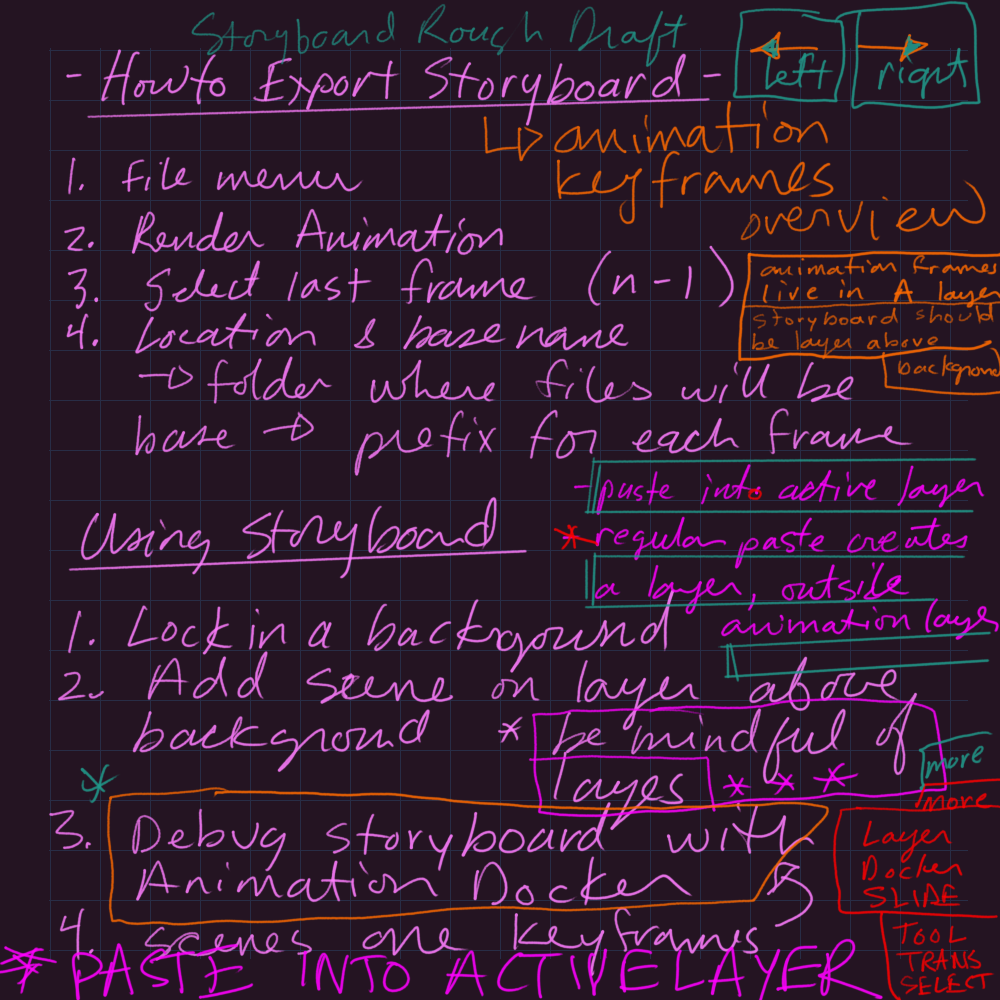 Storyboard Rough Draft
left
right
- How to Export Storyboard -
animation
keyframes
1. File menu
2. Render Animation
3. Select last frame (n-1)
4. Location & base name
folder where files will be
base → prefix for each frame
overview
animation frames
live in A layer
storyboard should
be layer above
background
- paste into active layer
* regular paste creates
a layer, outside
animation layer
Using Storyboard
1. Lock in a background
2. Add scene on layer above
background * be mindful of
layes * * *
more
more
* 3. Debug storyboard with
Animation Docker
4. scenes are keyframes
Layer
Docker
SLIDE
TOOL
TRANS
SELECT
* PASTE INTO ACTIVE LAYER